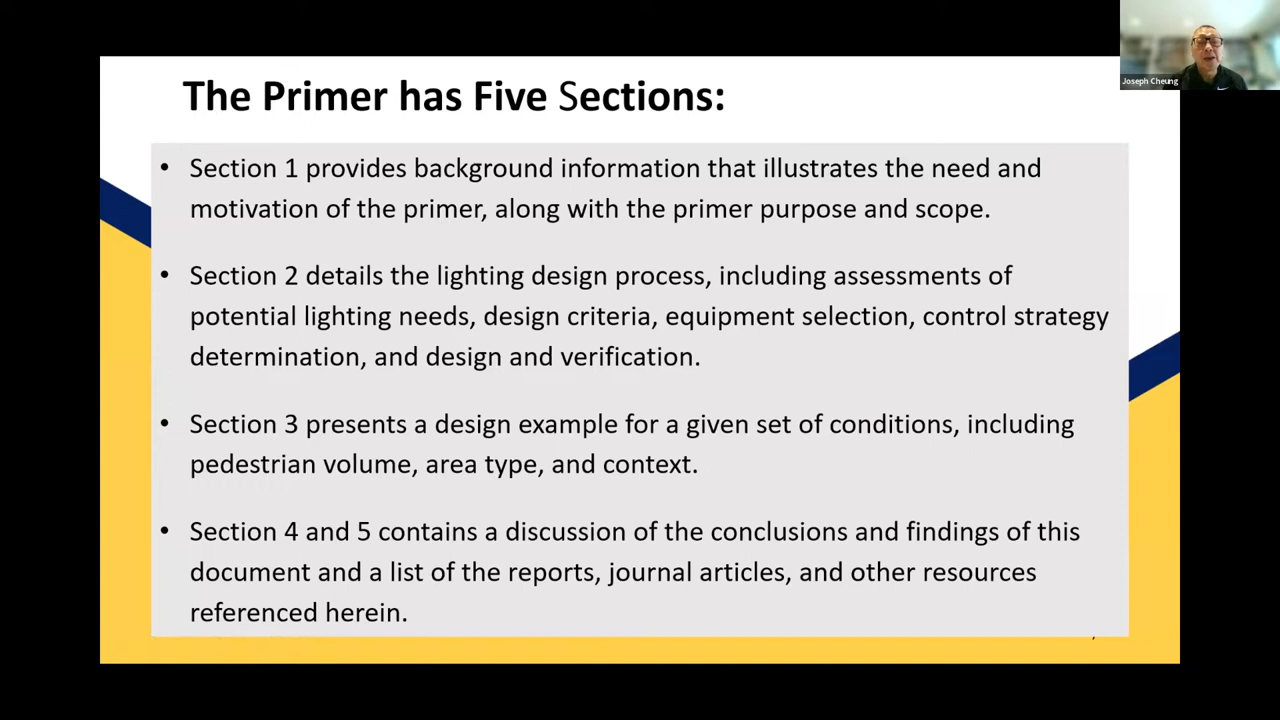 Joseph Cheung
The Primer has Five Sections:
• Section 1 provides background information that illustrates the need and
motivation of the primer, along with the primer purpose and scope.
• Section 2 details the lighting design process, including assessments of
potential lighting needs, design criteria, equipment selection, control strategy
determination, and design and verification.
• Section 3 presents a design example for a given set of conditions, including
pedestrian volume, area type, and context.
• Section 4 and 5 contains a discussion of the conclusions and findings of this
document and a list of the reports, journal articles, and other resources
referenced herein.